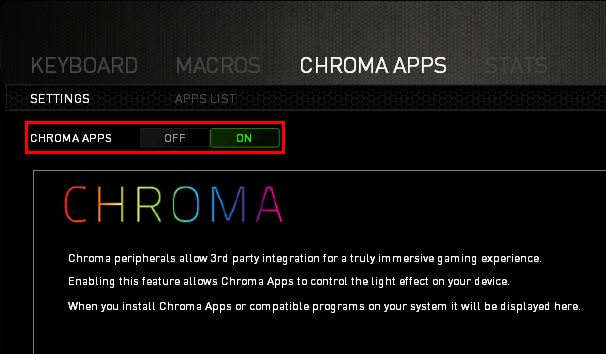 KEYBOARD MACROS CHROMA APPS STATS
SETTINGS APPS LIST
CHROMA APPS OFF ON
CHROMA
Chroma peripherals allow 3rd party integration for a truly immersive gaming experience.
Enabling this feature allows Chroma Apps to control the light effect on your device.
When you install Chroma Apps or compatible programs on your system it will be displayed here.